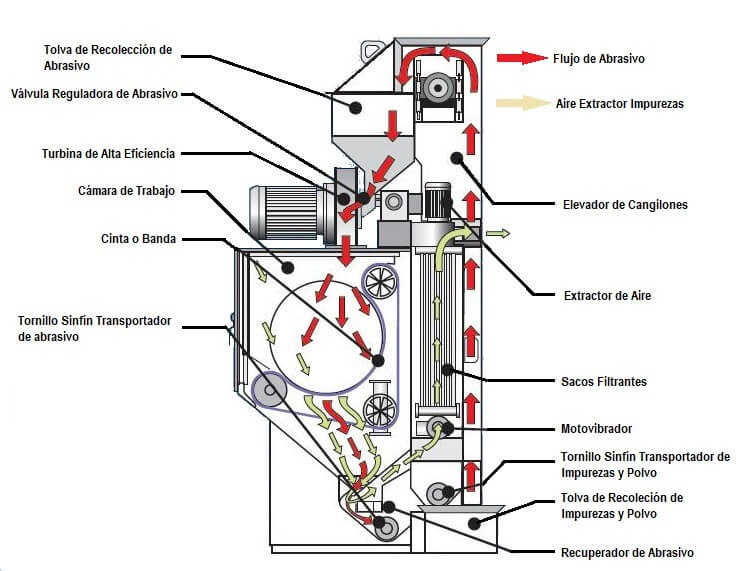 Tolva de Recolección de
Abrasivo
Vàlvula Reguladora de Abrasivo
Turbina de Alta Eficiencia
Cámara de Trabajo
Cinta o Banda
Tornillo Sinfín Transportador
de abrasivo
Flujo de Abrasivo
Aire Extractor Impurezas
Elevador de Cangilones
Extractor de Aire
Sacos Filtrantes
Motovibrador
Tornillo Sinfín Transportador de
Impurezas y Polvo
Tolva de Recoleción de
Impurezas y Polvo
Recuperador de Abrasivo